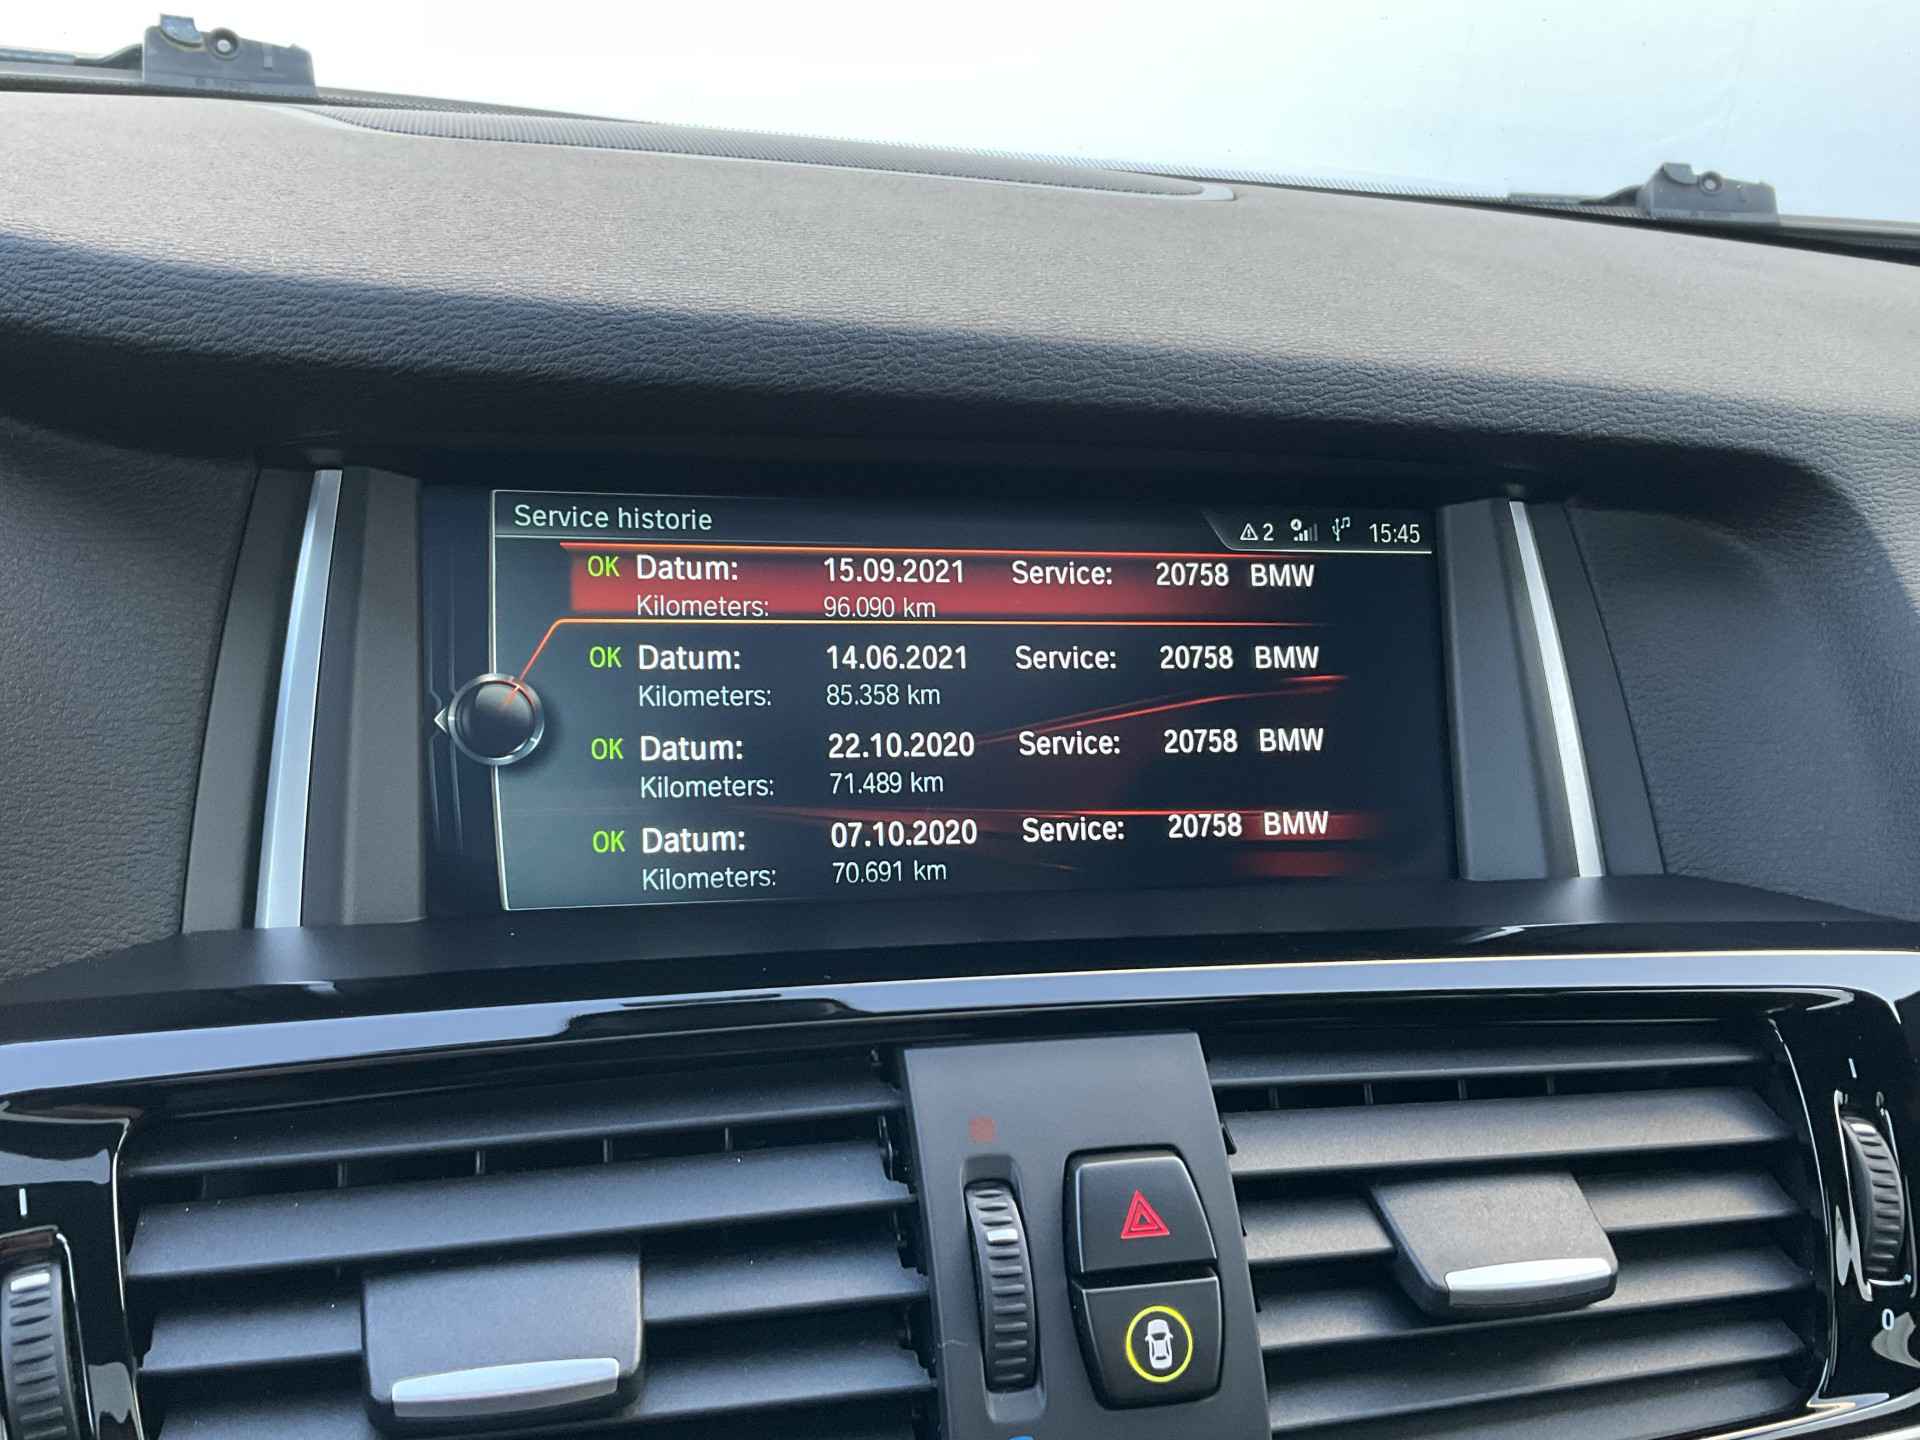 Service historie
2 15:45
OK Datum: 15.09.2021 Service: 20758 BMW
Kilometers: 96.090 km
OK Datum: 14.06.2021 Service: 20758 BMW
Kilometers: 85.358 km
OK Datum: 22.10.2020 Service: 20758 BMW
Kilometers: 71.489 km
OK Datum: 07.10.2020 Service: 20758 BMW
Kilometers: 70.691 km
I
I
0